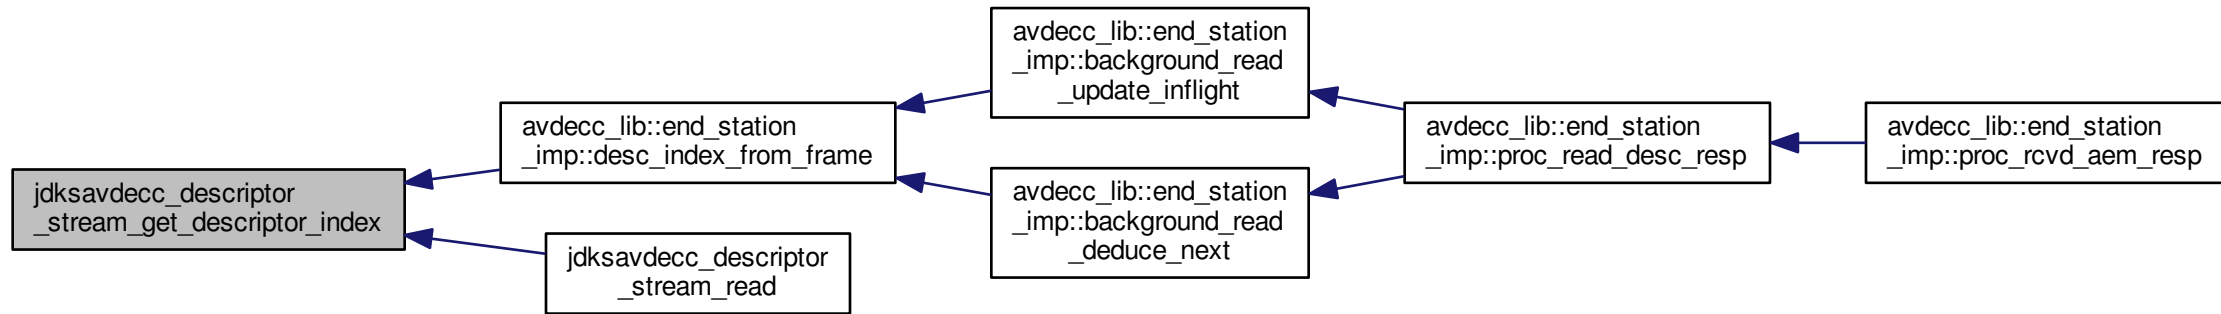 jdksavdecc_descriptor
_stream_get_descriptor_index
avdecc_lib::end_station
_imp::desc_index_from_frame
jdksavdecc_descriptor
_stream_read
avdecc_lib::end_station
_imp::background_read
_update_inflight
avdecc_lib::end_station
_imp::background_read
_deduce_next
avdecc_lib::end_station
_imp::proc_read_desc_resp
avdecc_lib::end_station
_imp::proc_rcvd_aem_resp